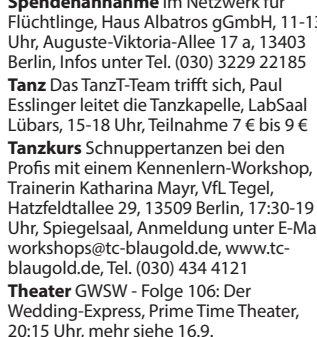 Spendenannahme im Netzwerk für
Flüchtlinge, Haus Albatros gGmbH, 11-13
Uhr, Auguste-Viktoria-Allee 17 a, 13403
Berlin, Infos unter Tel. (030) 3229 22185
Tanz Das TanzT-Team trifft sich, Paul
Esslinger leitet die Tanzkapelle, LabSaal
Lübars, 15-18 Uhr, Teilnahme 7 € bis 9 €
Tanzkurs Schnuppertanzen bei den
Profis mit einem Kennenlern-Workshop,
Trainerin Katharina Mayr, VfL Tegel,
Hatzfeldtallee 29, 13509 Berlin, 17:30-19
Uhr, Spiegelsaal, Anmeldung unter E-Ma
workshops@tc-blaugold.de, www.tc-
blaugold.de, Tel. (030) 434 4121
Theater GWSW - Folge 106: Der
Wedding-Express, Prime Time Theater,
20:15 Uhr, mehr siehe 16.9.